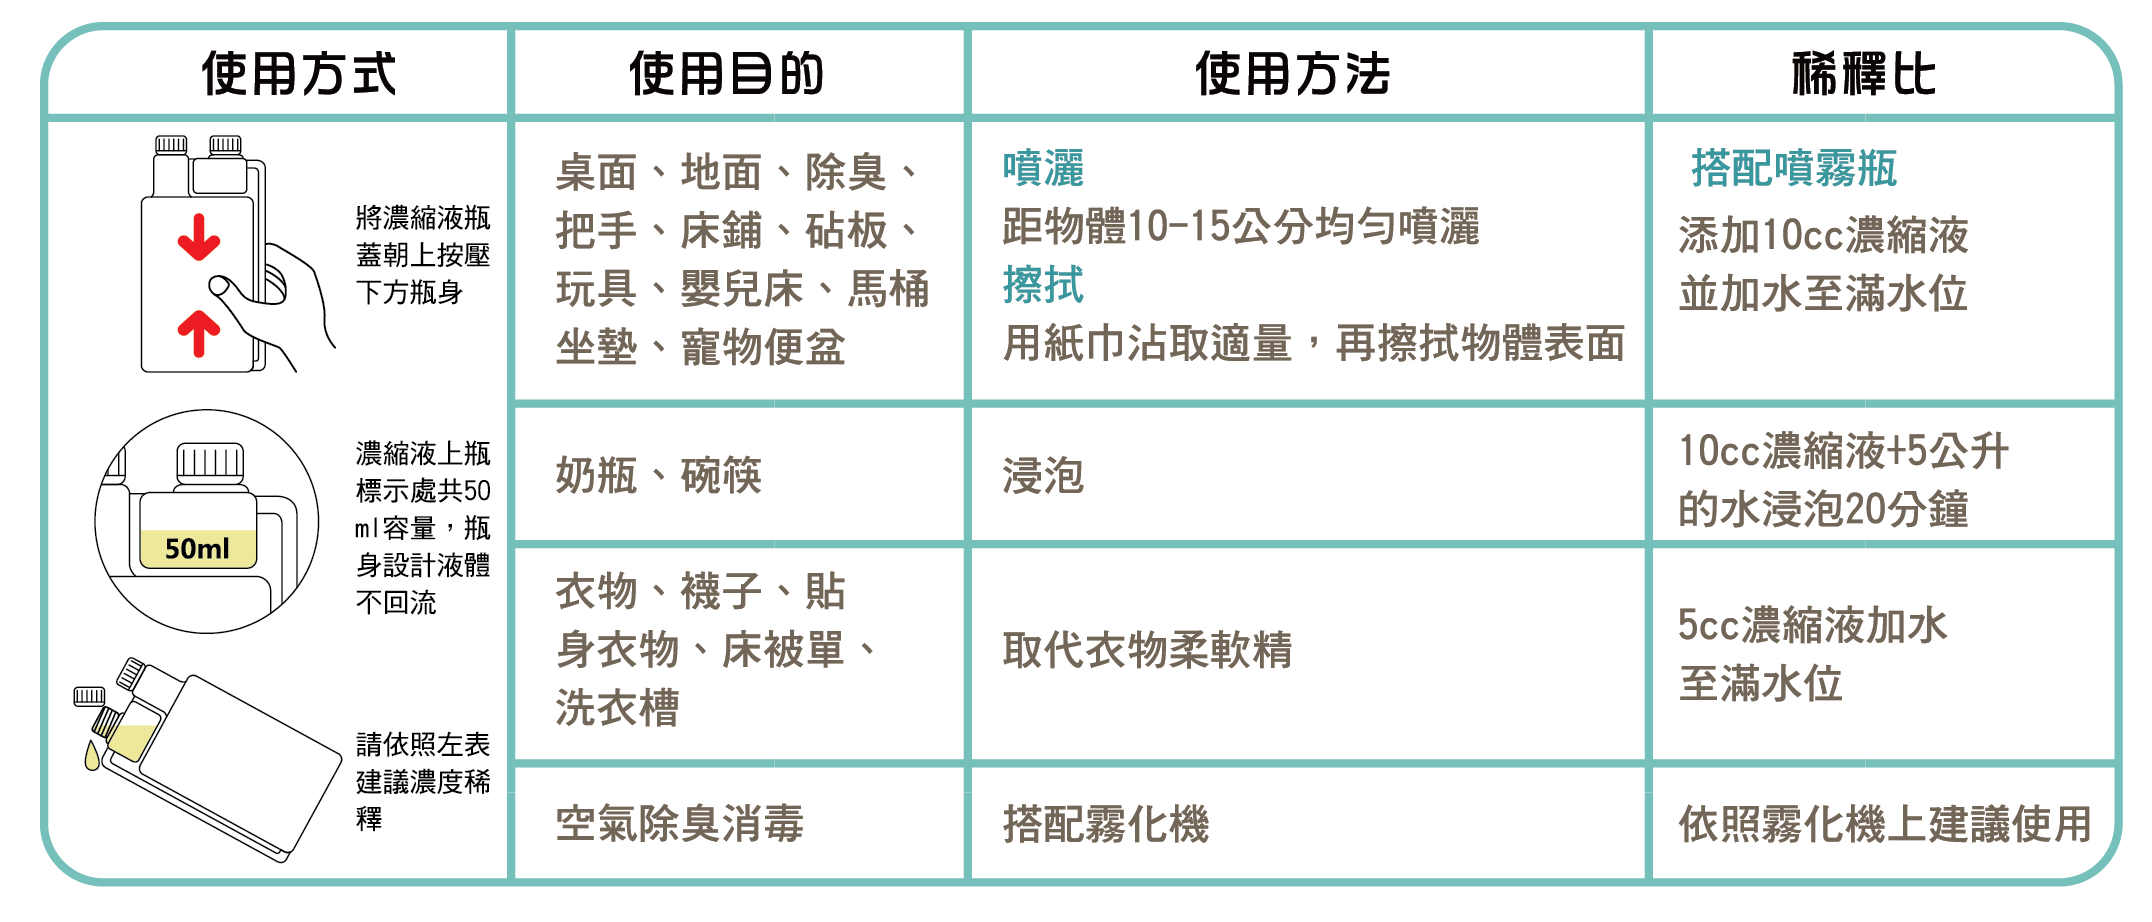 使用方式
使用目的
使用方法
稀釋比
將濃縮液瓶
蓋朝上按壓
下方瓶身
濃縮液上瓶
標示處共50
ml容量，瓶
身設計液體
不回流
50ml
請依照左表
建議濃度稀
釋
桌面、地面、除臭、
把手、床鋪、砧板、
玩具、嬰兒床、馬桶
坐墊、寵物便盆
噴灑
距物體10-15公分均勻噴灑
擦拭
用紙巾沾取適量，再擦拭物體表面
搭配噴霧瓶
添加10cc濃縮液
並加水至滿水位
奶瓶、碗筷
浸泡
10cc濃縮液+5公升
的水浸泡20分鐘
衣物、襪子、貼
身衣物、床被單、
洗衣槽
取代衣物柔軟精
5cc濃縮液加水
至滿水位
空氣除臭消毒
搭配霧化機
依照霧化機上建議使用